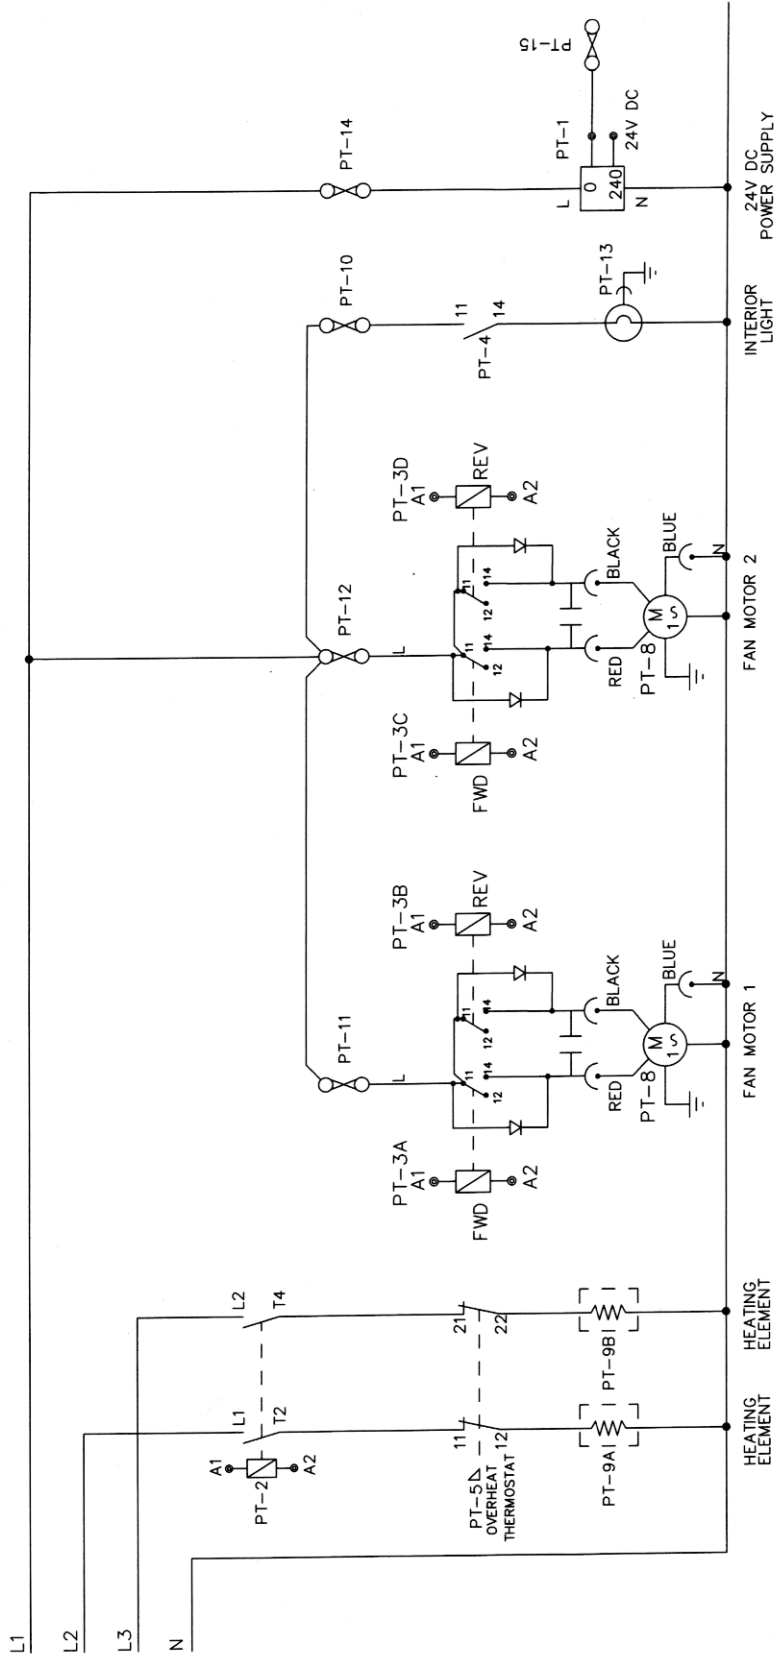 L1
L2
L3
N
A1
PT-2
A2
L1
T2
L2
T4
PT-5
OVERHEAT
THERMOSTAT
11
12
21
22
PT-9A
PT-9B
HEATING
ELEMENT
HEATING
ELEMENT
PT-11
L
PT-3A
A1
FWD
A2
11
14
12
11
14
12
PT-3B
A1
REV
A2
RED
BLACK
PT-8
M
1
BLUE
N
FAN MOTOR 1
PT-12
L
PT-3C
A1
FWD
A2
11
14
12
11
14
12
PT-3D
A1
REV
A2
RED
BLACK
PT-8
M
1
BLUE
N
FAN MOTOR 2
PT-10
11
PT-4
14
PT-13
INTERIOR
LIGHT
PT-14
L
0
240
N
PT-1
24V DC
PT-15
24V DC
POWER SUPPLY